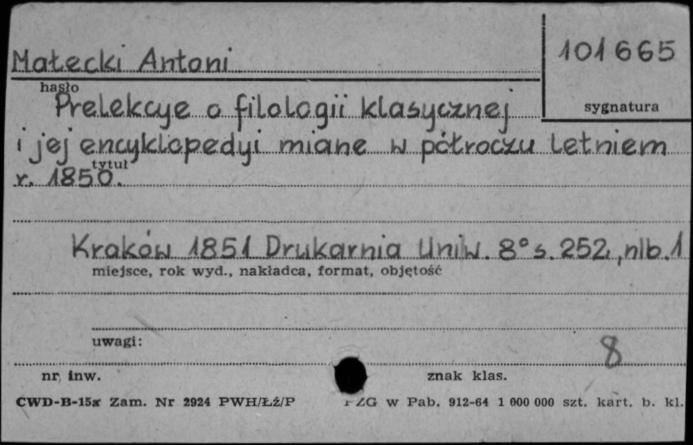 Małecki Antoni
101665
hasło
sygnatura
Prelekcye o filologii klasycznej
i jej encyklopedyi miane w półroczu letniem
tytuł
r. 1850.
Kraków 1851 Drukarnia Uniw. 8° s. 252, nlb. 1
miejsce, rok wyd., nakładca, format, objętość
uwagi:
8
nr inw.
znak klas.
CWD-B-15a Zam. Nr 2924 PWH/ŁŹ/P
PZG w Pab. 912-64 1 000 000 szt. kart. b. kl.